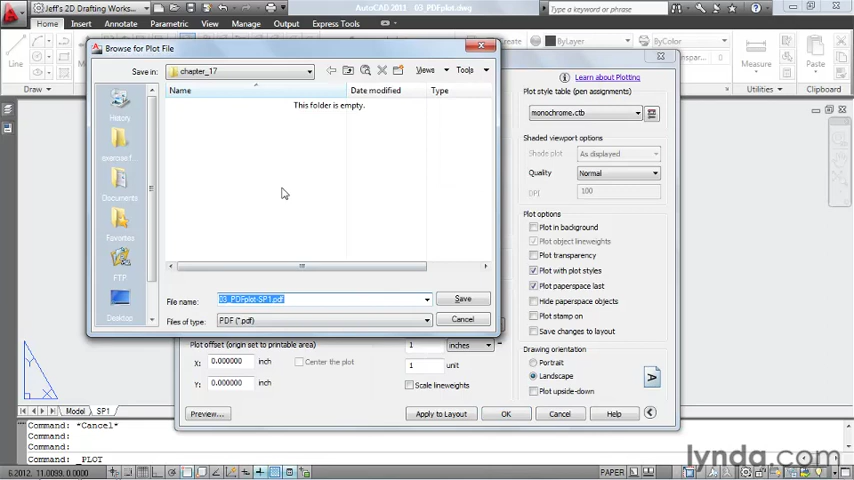 Jeff's 2D Drafting Works...
AutoCAD 2011 03_PDFplot.dwg
Type a keyword or phrase
Home Insert Annotate Parametric View Manage Output Express Tools
Line
Draw
ByLayer
ByColor
Measure
Paste
Utilities
Clipboard
Browse for Plot File
Save in: chapter_17
Views Tools
Name Date modified Type
This folder is empty.
History
exercise f
Documents
Favorites
FTP
Desktop
File name: 03_PDFplot-SP1.pdf
Save
Files of type: PDF (*.pdf)
Cancel
Learn about Plotting
Plot style table (pen assignments)
monochrome.ctb
Shaded viewport options
Shade plot As displayed
Quality Normal
DPI 100
Plot options
Plot in background
Plot object lineweights
Plot transparency
Plot with plot styles
Plot paperspace last
Hide paperspace objects
Plot stamp on
Save changes to layout
Plot offset (origin set to printable area)
X: 0.000000 inch Center the plot
Y: 0.000000 inch
1 inches =
1 unit
Scale lineweights
Drawing orientation
Portrait
Landscape
Plot upside-down
A
Preview... Apply to Layout OK Cancel Help
Y
X
Model SP1
Command: *Cancel*
Command:
Command:
Command: _PLOT
lynda.com
6.2012, 11.0099, 0.0000
PAPER